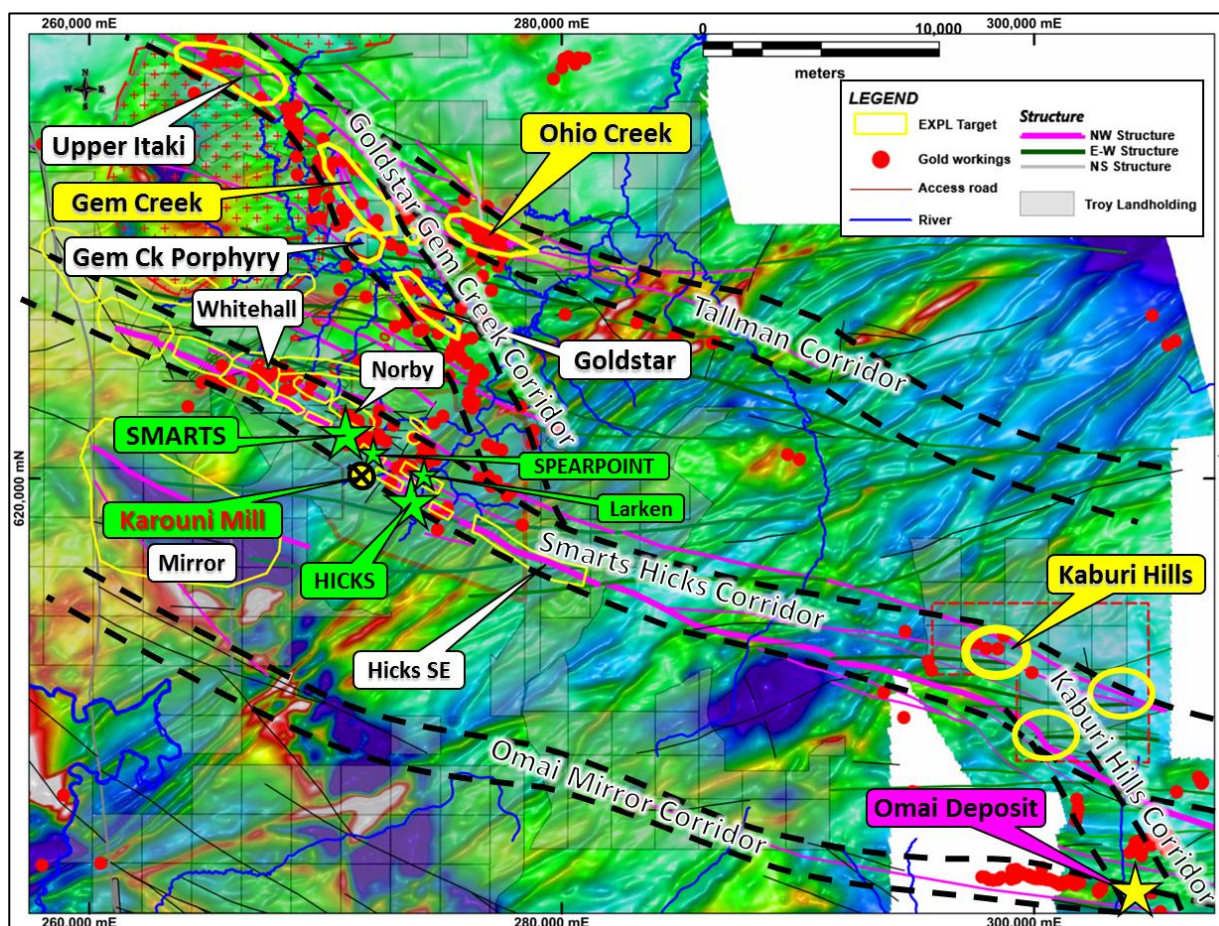 260,000 mE
280,000 mE
300,000 mE
0
10,000
meters
N
W
E
S
LEGEND
EXPL Target
Gold workings
Access road
River
Structure
NW Structure
E-W Structure
NS Structure
Troy Landholding
Upper Itaki
Ohio Creek
Gem Creek
Gem Ck Porphyry
Whitehall
Goldstar Gem Creek Corridor
Tallman Corridor
Goldstar
Norby
SMARTS
SPEARPOINT
620,000 mN
Larken
Karouni Mill
Mirror
HICKS
Smarts Hicks Corridor
Kaburi Hills
Hicks SE
Kaburi Hills Corridor
Omai Mirror Corridor
Omai Deposit
260,000 mE
280,000 mE
300,000 mE